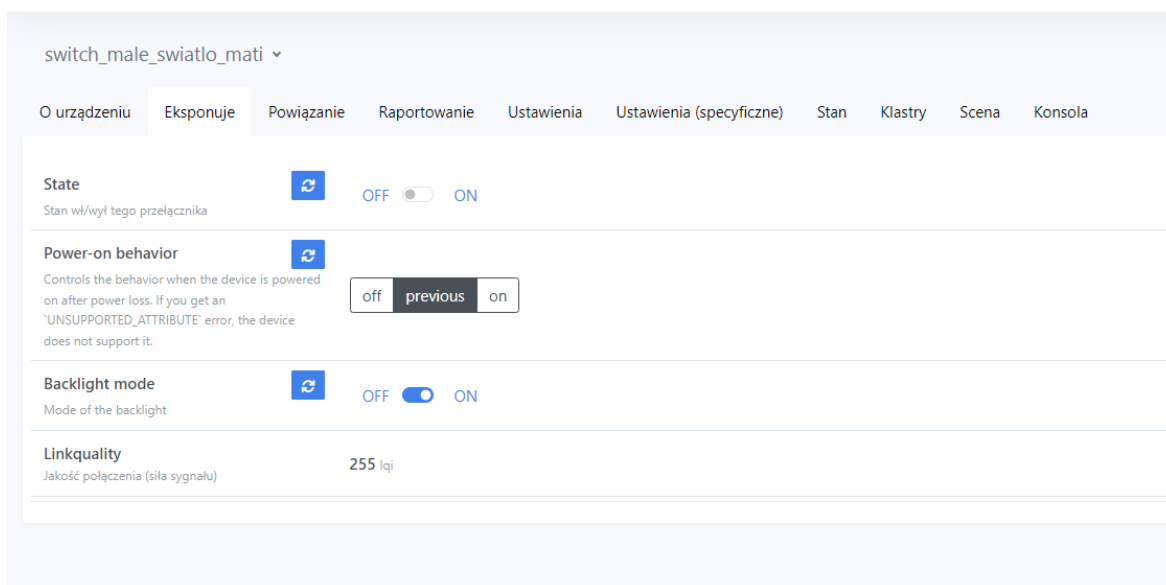 switch_male_swiatlo_mati
O urządzeniu Eksponuje Powiązanie Raportowanie Ustawienia Ustawienia (specyficzne) Stan Klastry Scena Konsola
State
Stan wł/wył tego przełącznika
OFF ON
Power-on behavior
Controls the behavior when the device is powered
on after power loss. If you get an
`UNSUPPORTED_ATTRIBUTE` error, the device
does not support it.
off previous on
Backlight mode
Mode of the backlight
OFF ON
Linkquality
Jakość połączenia (siła sygnału)
255 lqi